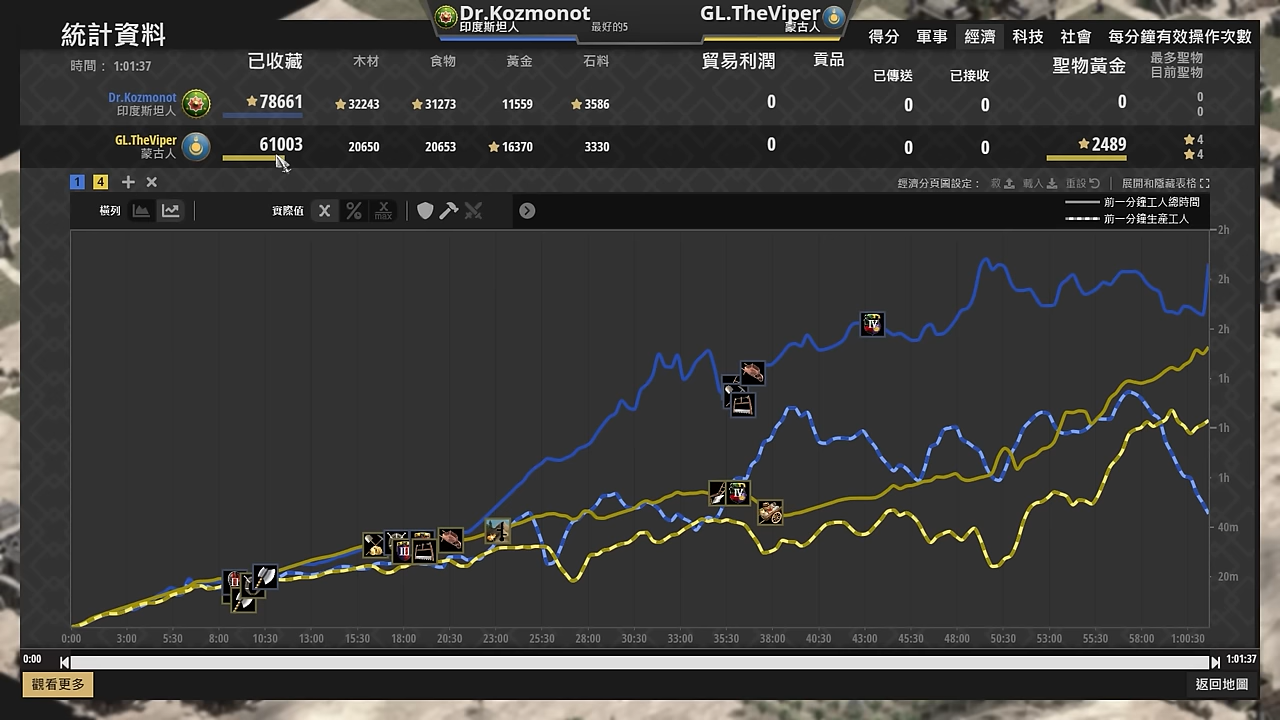 Dr.Kozmonot
印度斯坦人
最好的5
GL.TheViper
蒙古人
統計資料
得分 軍事 經濟 科技 社會 每分鐘有效操作次數
時間： 1:01:37
已收藏 木材 食物 黃金 石料 貿易利潤 貢品 已傳送 已接收 聖物黃金 最多聖物
目前聖物
Dr.Kozmonot
印度斯坦人
78661 32243 31273 11559 3586 0 0 0 0 0
0
GL.TheViper
蒙古人
61003 20650 20653 16370 3330 0 0 0 2489 4
4
1 4
經濟分頁圖設定： 載入 重設 展開和隱藏表格
橫列 實際值 X % X
max
前一分鐘工人總時間
前一分鐘生產工人
2h
2h
2h
1h
1h
1h
40m
20m
IV
IV
III
II
0:00 3:00 5:30 8:00 10:30 13:00 15:30 18:00 20:30 23:00 25:30 28:00 30:30 33:00 35:30 38:00 40:30 43:00 45:30 48:00 50:30 53:00 55:30 58:00 1:00:30
0:00 1:01:37
觀看更多 返回地圖